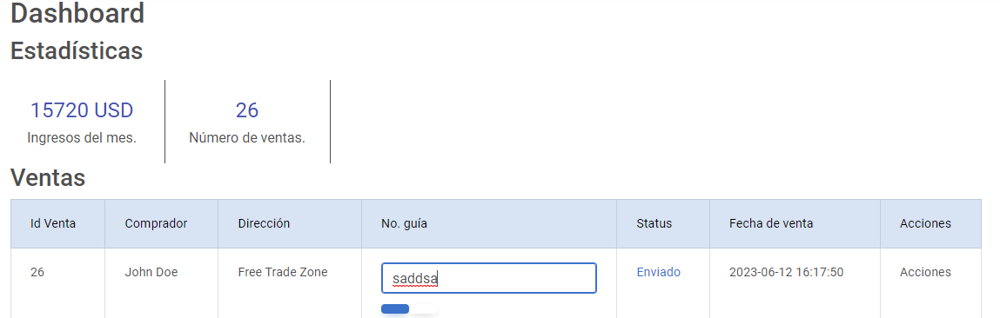 Dashboard
Estadísticas
15720 USD
Ingresos del mes.
26
Número de ventas.
Ventas
Id Venta Comprador Dirección No. guía Status Fecha de venta Acciones
26 John Doe Free Trade Zone saddsa Enviado 2023-06-12 16:17:50 Acciones